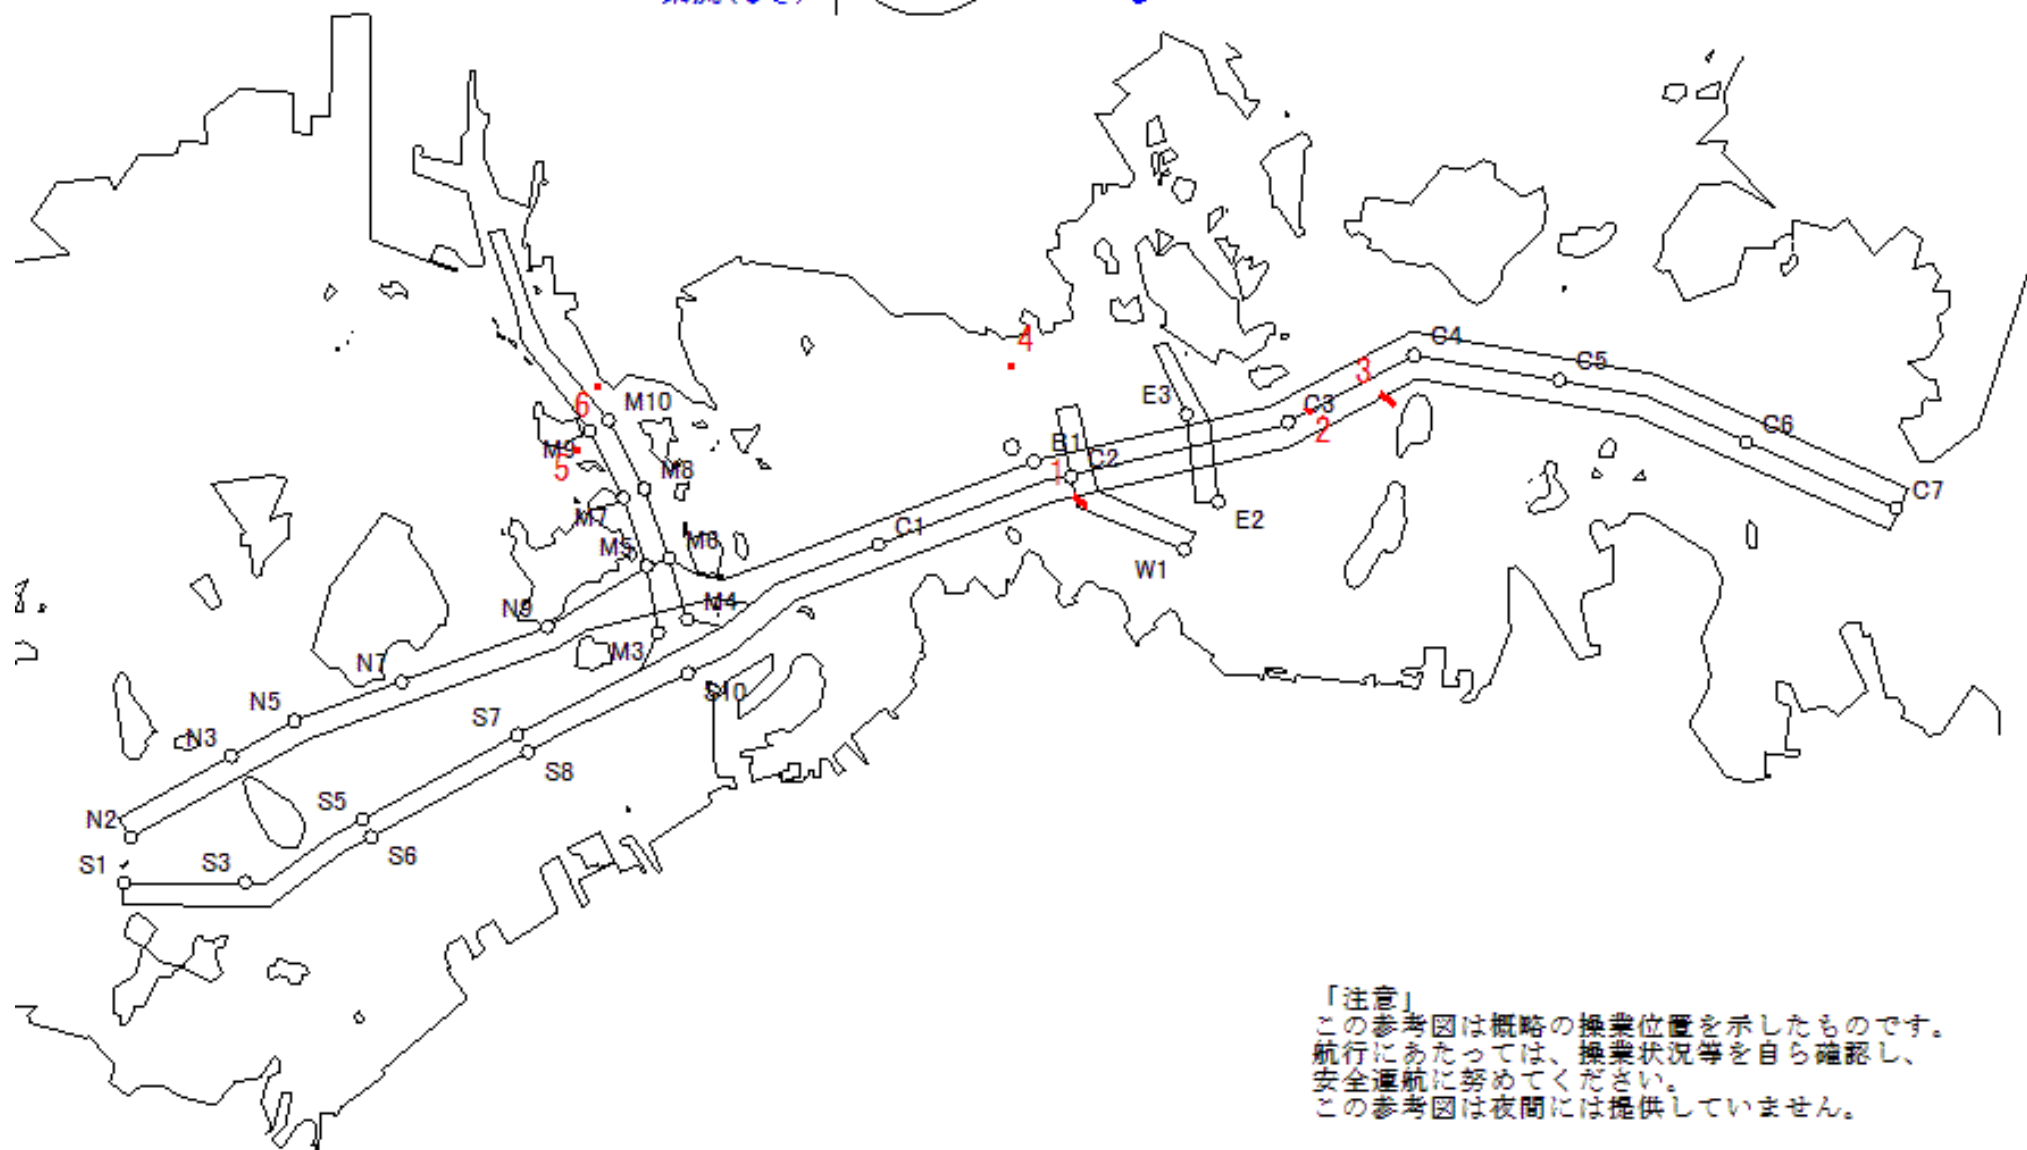 4
C4
3
C5
6
M10
E3
C3
2
C6
M9
B1
5
M8
1
C2
C7
M7
E2
C1
M5
M6
W1
N9
M4
N7
M3
S10
N5
S7
N3
S8
S5
N2
S6
S1
S3
「注意」
この参考図は概略の操業位置を示したものです。
航行にあたっては、操業状況等を自ら確認し、
安全運航に努めてください。
この参考図は夜間には提供していません。